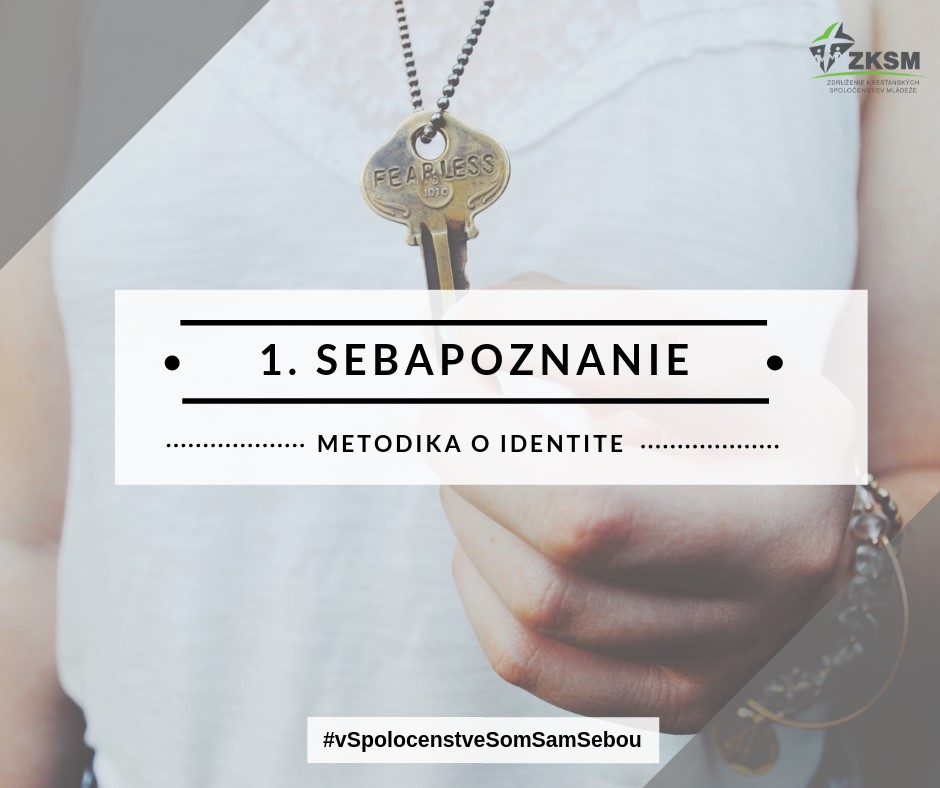 ZKSM
ZDRUŽENIE KRESŤANSKÝCH
SPOLOČENSTIEV MLÁDEŽE
FEARLESS
1010
1. SEBAPOZNANIE
METODIKA O IDENTITE
#vSpolocenstveSomSamSebou